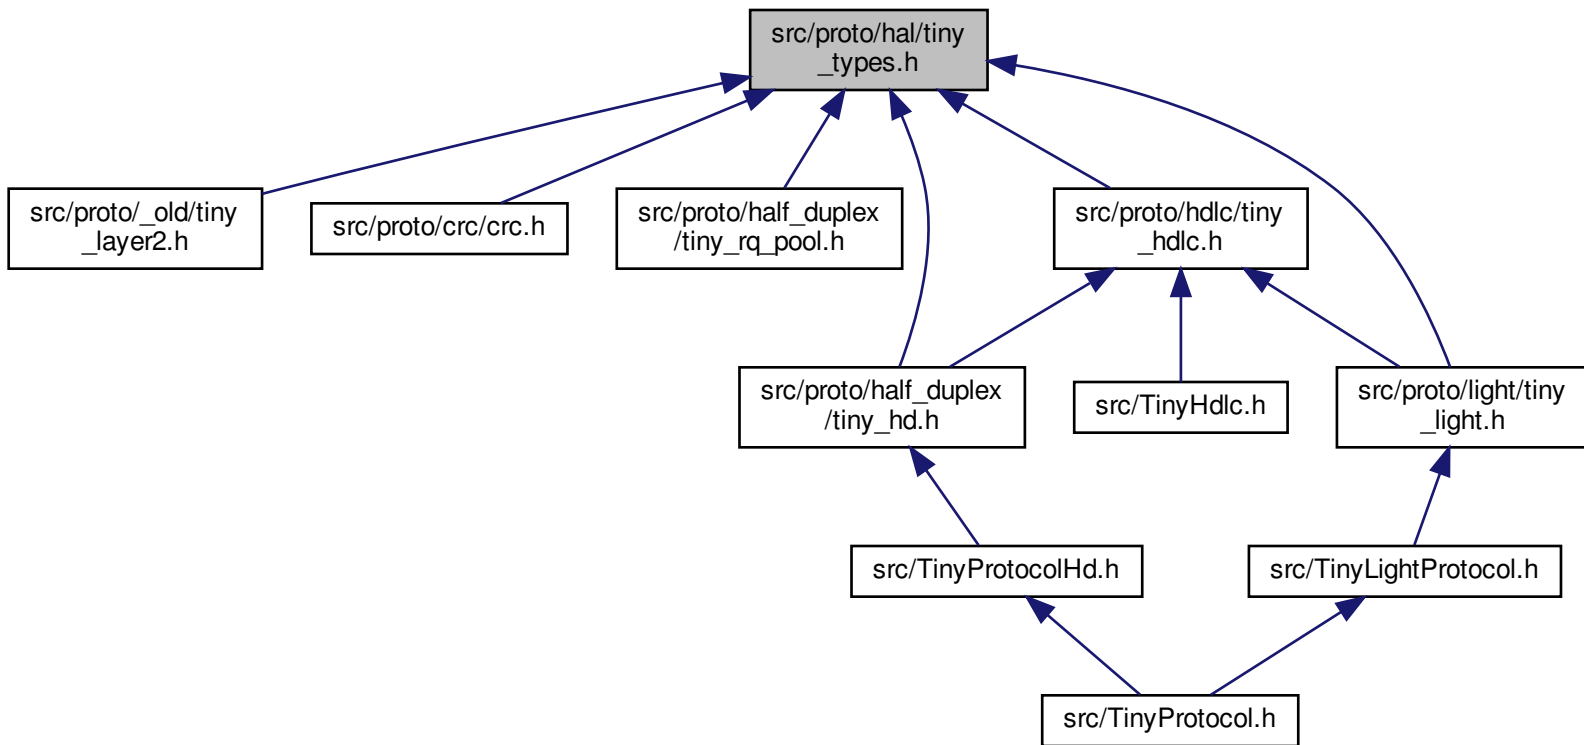 src/proto/hal/tiny
_types.h
src/proto/_old/tiny
_layer2.h
src/proto/crc/crc.h
src/proto/half_duplex
/tiny_rq_pool.h
src/proto/hdlc/tiny
_hdlc.h
src/proto/half_duplex
/tiny_hd.h
src/TinyHdlc.h
src/proto/light/tiny
_light.h
src/TinyProtocolHd.h
src/TinyLightProtocol.h
src/TinyProtocol.h